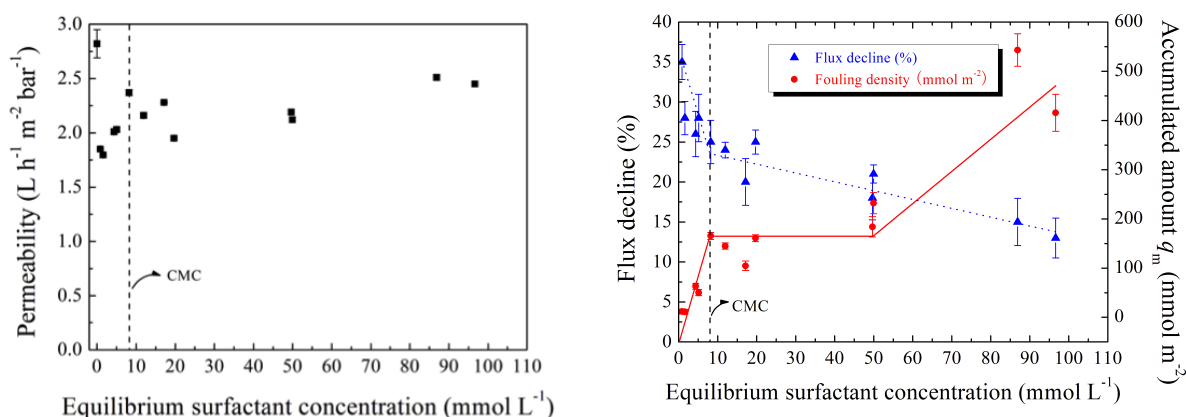 3.0
2.5
2.0
1.5
1.0
0.5
0.0
Permeability (L h⁻¹ m⁻² bar⁻¹)
CMC
0 10 20 30 40 50 60 70 80 90 100 110
Equilibrium surfactant concentration (mmol L⁻¹)
40
35
30
25
20
15
10
5
0
Flux decline (%)
Flux decline (%)
Fouling density (mmol m⁻²)
CMC
600
500
400
300
200
100
0
Accumulated amount qₘ (mmol m⁻²)
0 10 20 30 40 50 60 70 80 90 100 110
Equilibrium surfactant concentration (mmol L⁻¹)